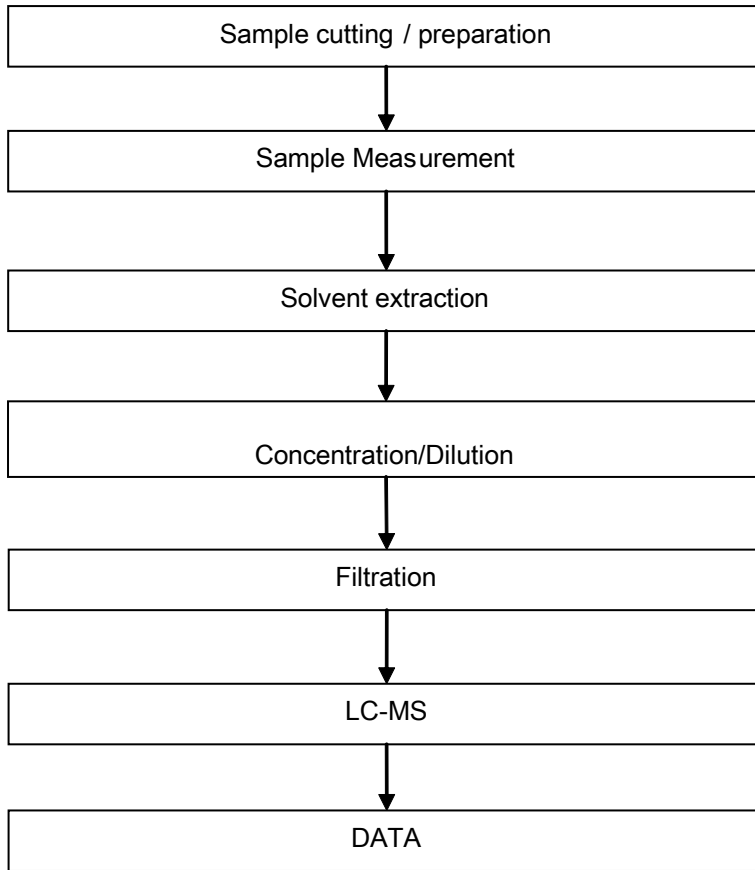 Sample cutting / preparation
Sample Measurement
Solvent extraction
Concentration/Dilution
Filtration
LC-MS
DATA